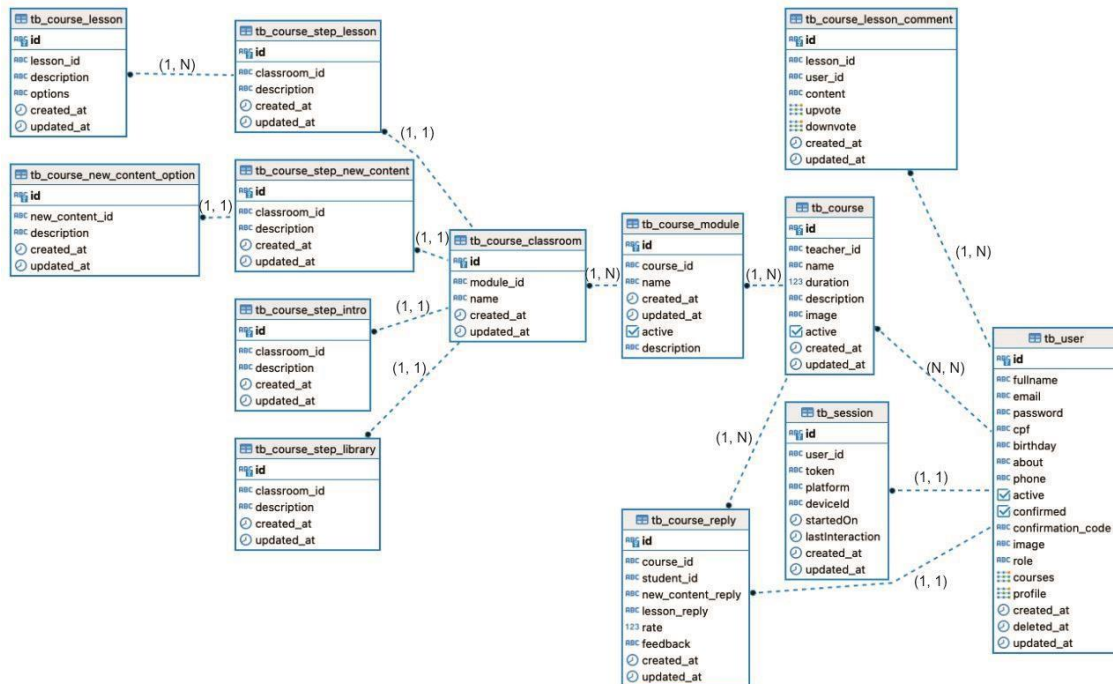 tb_course_lesson
id
lesson_id
description
options
created_at
updated_at
(1, N)
tb_course_step_lesson
id
classroom_id
description
created_at
updated_at
(1, 1)
tb_course_new_content_option
id
new_content_id
description
created_at
updated_at
(1, 1)
tb_course_step_new_content
id
classroom_id
description
created_at
updated_at
(1, 1)
tb_course_step_intro
id
classroom_id
description
created_at
updated_at
(1, 1)
tb_course_step_library
id
classroom_id
description
created_at
updated_at
(1, 1)
tb_course_classroom
id
module_id
name
created_at
updated_at
(1, N)
tb_course_module
id
course_id
name
created_at
updated_at
active
description
(1, N)
tb_course_lesson_comment
id
lesson_id
user_id
content
upvote
downvote
created_at
updated_at
(1, N)
tb_course
id
teacher_id
name
duration
description
image
active
created_at
updated_at
(N, N)
(1, N)
tb_session
id
user_id
token
platform
deviceId
startedOn
lastInteraction
created_at
updated_at
(1, 1)
tb_course_reply
id
course_id
student_id
new_content_reply
lesson_reply
rate
feedback
created_at
updated_at
(1, 1)
tb_user
id
fullname
email
password
cpf
birthday
about
phone
active
confirmed
confirmation_code
image
role
courses
profile
created_at
deleted_at
updated_at